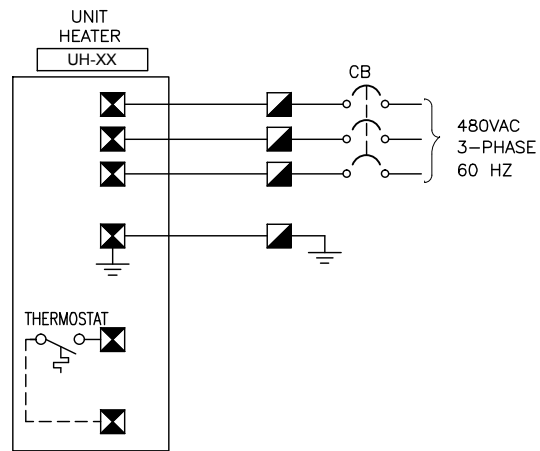 UNIT
HEATER
UH-XX
CB
480VAC
3-PHASE
60 HZ
THERMOSTAT